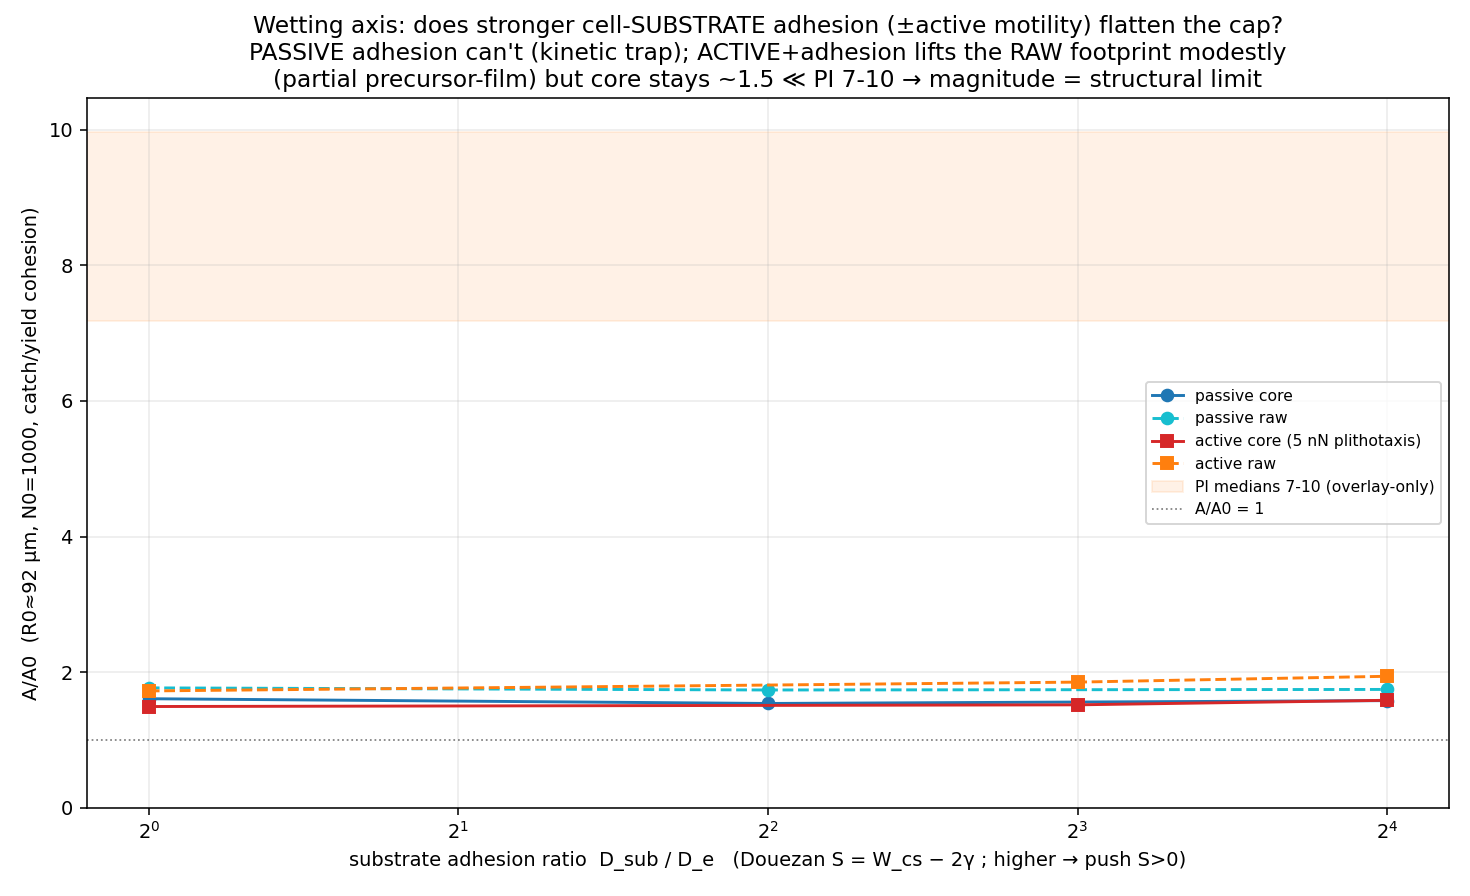 Wetting axis: does stronger cell-SUBSTRATE adhesion (±active motility) flatten the cap?
PASSIVE adhesion can't (kinetic trap); ACTIVE+adhesion lifts the RAW footprint modestly
(partial precursor-film) but core stays ~1.5 ≪ PI 7-10 → magnitude = structural limit
A/A0  (R0≈92 μm, N0=1000, catch/yield cohesion)
10
8
6
4
2
0
passive core
passive raw
active core (5 nN plithotaxis)
active raw
PI medians 7-10 (overlay-only)
A/A0 = 1
2⁰
2¹
2²
2³
2⁴
substrate adhesion ratio  D_sub / D_e   (Douezan S = W_cs − 2γ ; higher → push S>0)